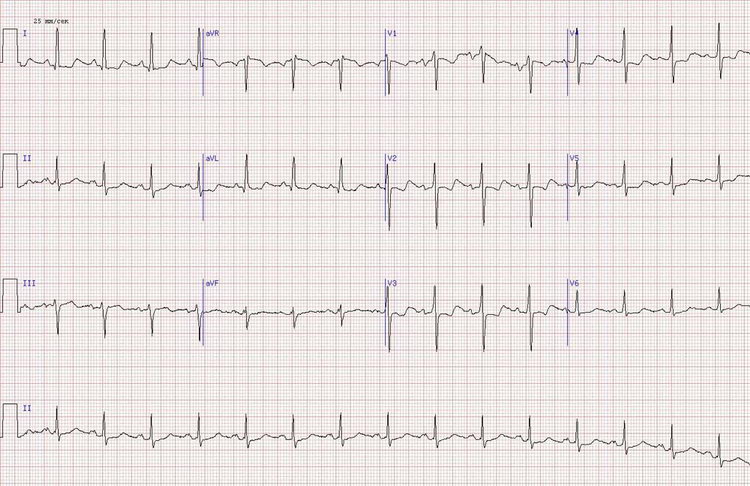 25 мм/сек
I aVR V1 V4
II aVL V2 V5
III aVF V3 V6
II